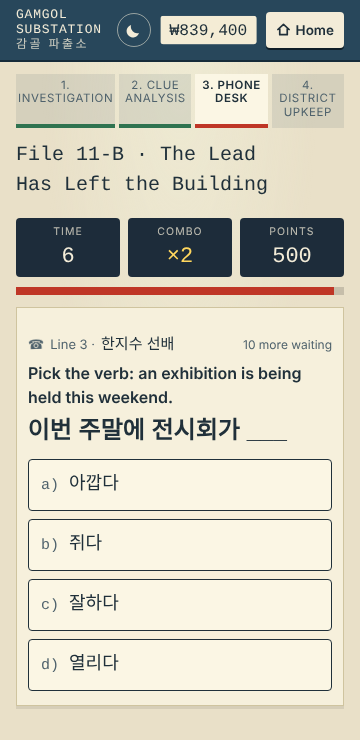 GAMGOL
SUBSTATION
감골 파출소
₩839,400
Home
1.
INVESTIGATION
2. CLUE
ANALYSIS
3. PHONE
DESK
4.
DISTRICT
UPKEEP
File 11-B · The Lead
Has Left the Building
TIME
6
COMBO
×2
POINTS
500
☎ Line 3 · 한지수 선배
10 more waiting
Pick the verb: an exhibition is being
held this weekend.
이번 주말에 전시회가 ____
a) 아깝다
b) 쥐다
c) 잘하다
d) 열리다